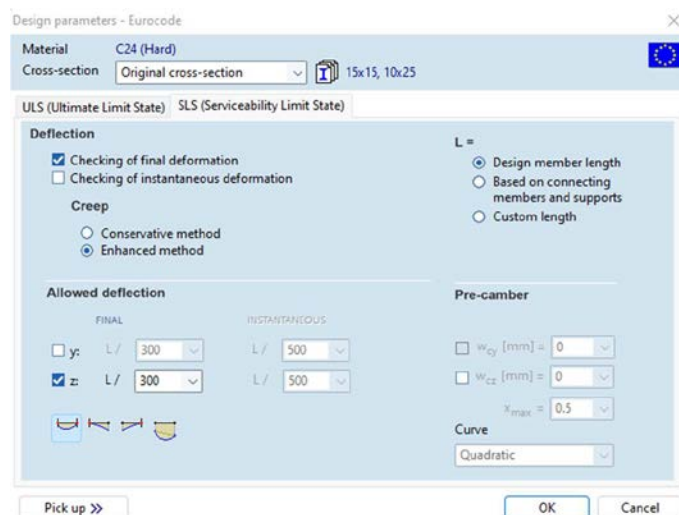 Design parameters - Eurocode
Material C24 (Hard)
Cross-section Original cross-section 15x15, 10x25
ULS (Ultimate Limit State) SLS (Serviceability Limit State)
Deflection
Checking of final deformation
Checking of instantaneous deformation
Creep
Conservative method
Enhanced method
L =
Design member length
Based on connecting
members and supports
Custom length
Allowed deflection
FINAL INSTANTANEOUS
y: L / 300 L / 500
z: L / 300 L / 500
Pre-camber
wcy [mm] = 0
wcz [mm] = 0
xmax = 0.5
Curve
Quadratic
Pick up >> OK Cancel